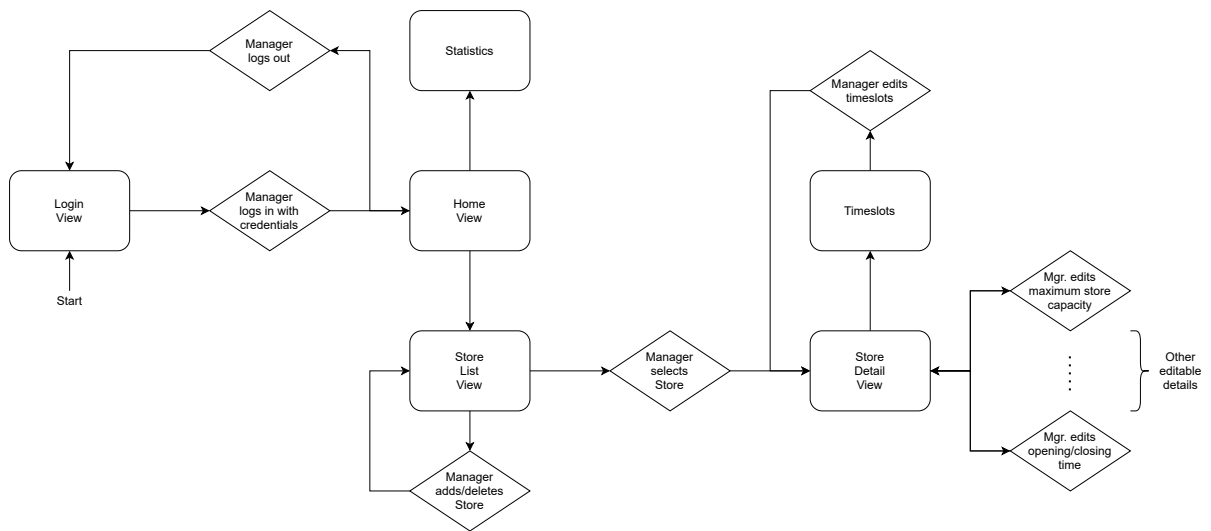 Manager
logs out
Statistics
Manager edits
timeslots
Login
View
Manager
logs in with
credentials
Home
View
Timeslots
Start
Mgr. edits
maximum store
capacity
Store
List
View
Manager
selects
Store
Store
Detail
View
Other
editable
details
Mgr. edits
opening/closing
time
Manager
adds/deletes
Store